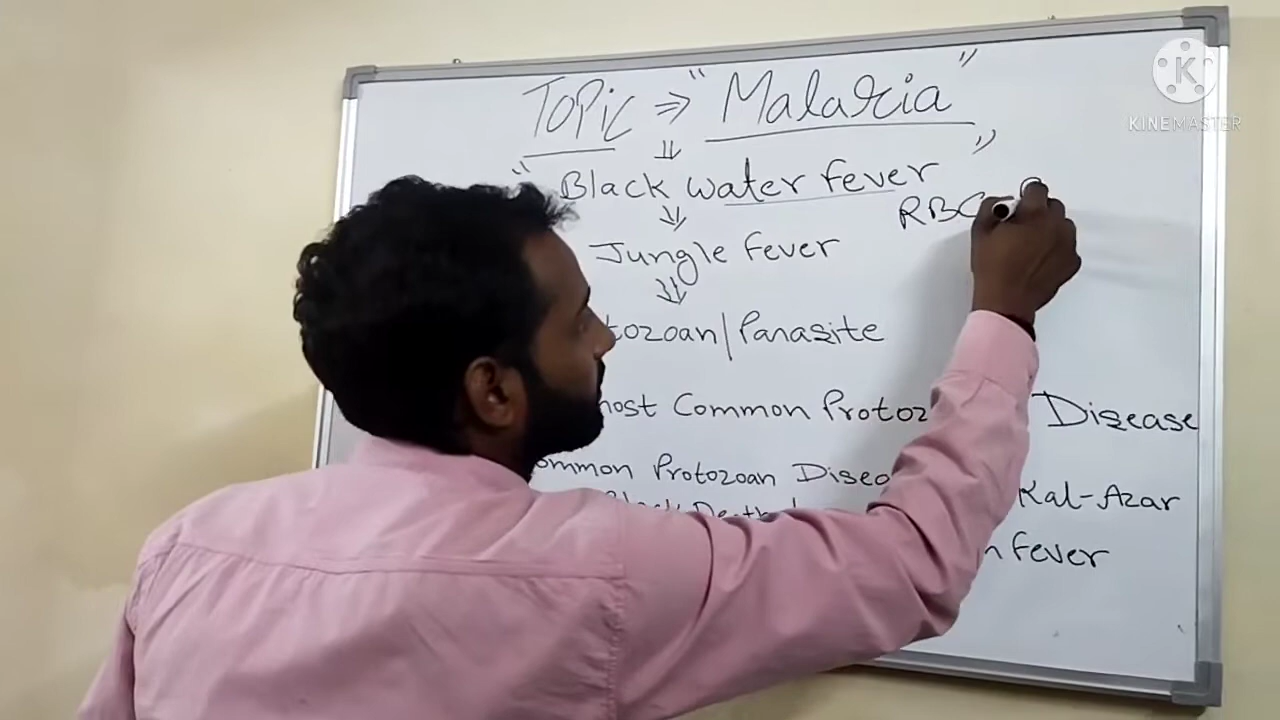 Topic ⇒ "Malaria"
⇓
"Black water fever"
RBC
⇓
Jungle fever
⇓
tozoan/Parasite
most Common Protoz Disease
ommon Protozoan Disea Kal-Azar
fever
K
KINEMASTER